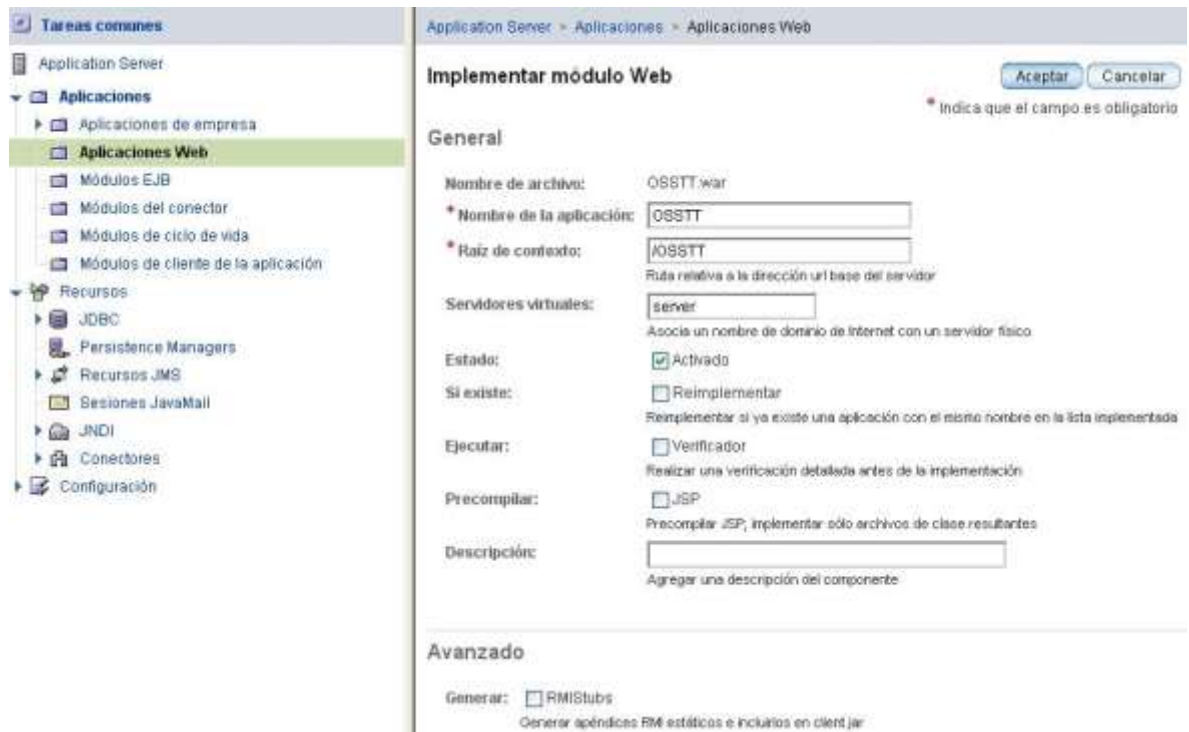 Tareas comunes
Application Server
Aplicaciones
Aplicaciones de empresa
Aplicaciones Web
Módulos EJB
Módulos del conector
Módulos de ciclo de vida
Módulos de cliente de la aplicación
Recursos
JDBC
Persistence Managers
Recursos JMS
Sesiones JavaMail
JNDI
Conectores
Configuración
Application Server > Aplicaciones > Aplicaciones Web
Implementar módulo Web
Aceptar Cancelar
* Indica que el campo es obligatorio
General
Nombre de archivo: OSSTT.war
* Nombre de la aplicación: OSSTT
* Raíz de contexto: /OSSTT
Ruta relativa a la dirección url base del servidor
Servidores virtuales: server
Asocia un nombre de dominio de Internet con un servidor físico
Estado: Activado
Si existe: Reimplementar
Reimplementar si ya existe una aplicación con el mismo nombre en la lista implementada
Ejecutar: Verificador
Realizar una verificación detallada antes de la implementación
Precompilar: JSP
Precompilar JSP; implementar sólo archivos de clase resultantes
Descripción:
Agregar una descripción del componente
Avanzado
Generar: RMIStubs
Generar apéndices RMI estáticos e incluirlos en client.jar